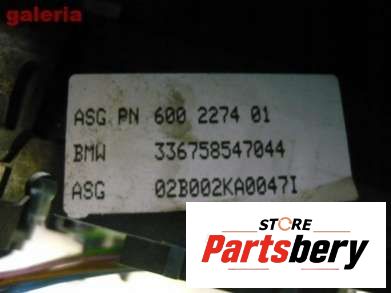 galeria
ASG PN 600 2274 01
BMW 336758547044
ASG 02B002KA0047I
STORE
Partsbery